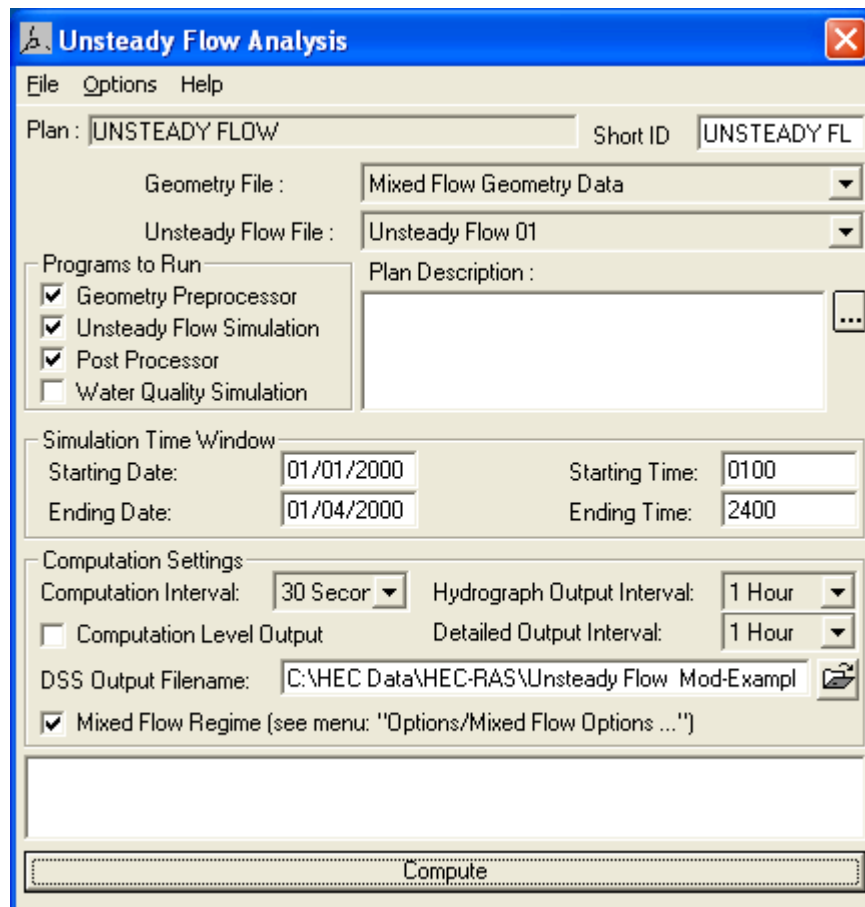 Unsteady Flow Analysis
File Options Help
Plan : UNSTEADY FLOW Short ID UNSTEADY FL
Geometry File : Mixed Flow Geometry Data
Unsteady Flow File : Unsteady Flow 01
Programs to Run
Geometry Preprocessor
Unsteady Flow Simulation
Post Processor
Water Quality Simulation
Plan Description :
...
Simulation Time Window
Starting Date: 01/01/2000 Starting Time: 0100
Ending Date: 01/04/2000 Ending Time: 2400
Computation Settings
Computation Interval: 30 Secor Hydrograph Output Interval: 1 Hour
Computation Level Output Detailed Output Interval: 1 Hour
DSS Output Filename: C:\HEC Data\HEC-RAS\Unsteady Flow Mod-Exampl
Mixed Flow Regime (see menu: "Options/Mixed Flow Options ...")
Compute